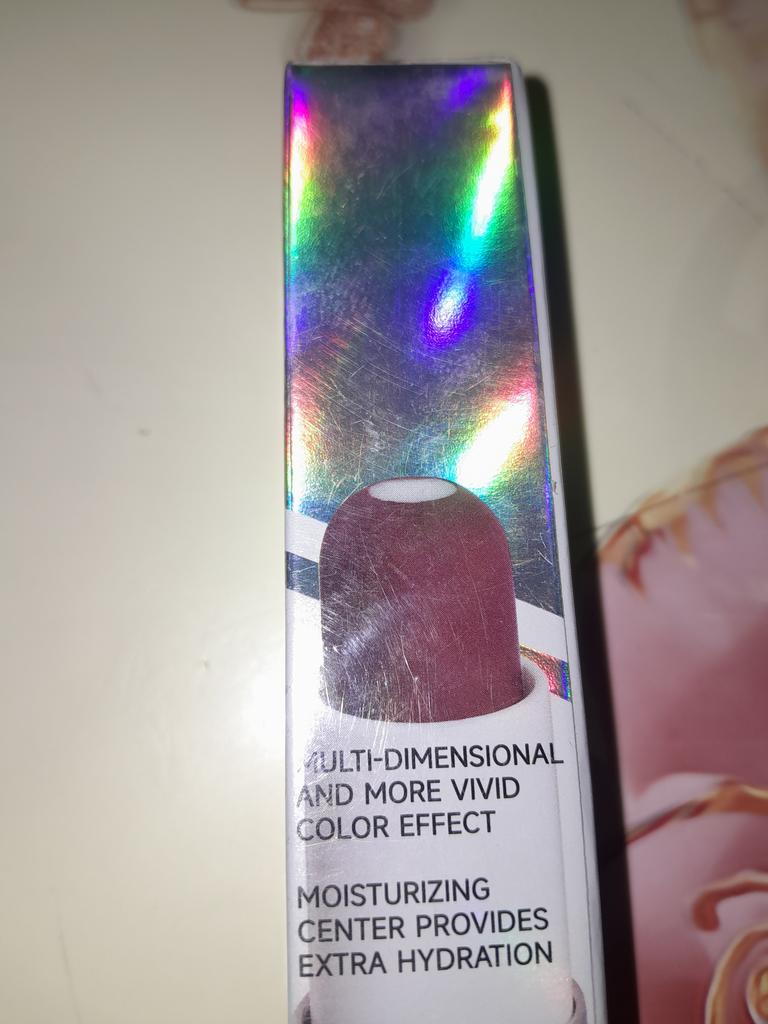 MULTI-DIMENSIONAL
AND MORE VIVID
COLOR EFFECT
MOISTURIZING
CENTER PROVIDES
EXTRA HYDRATION